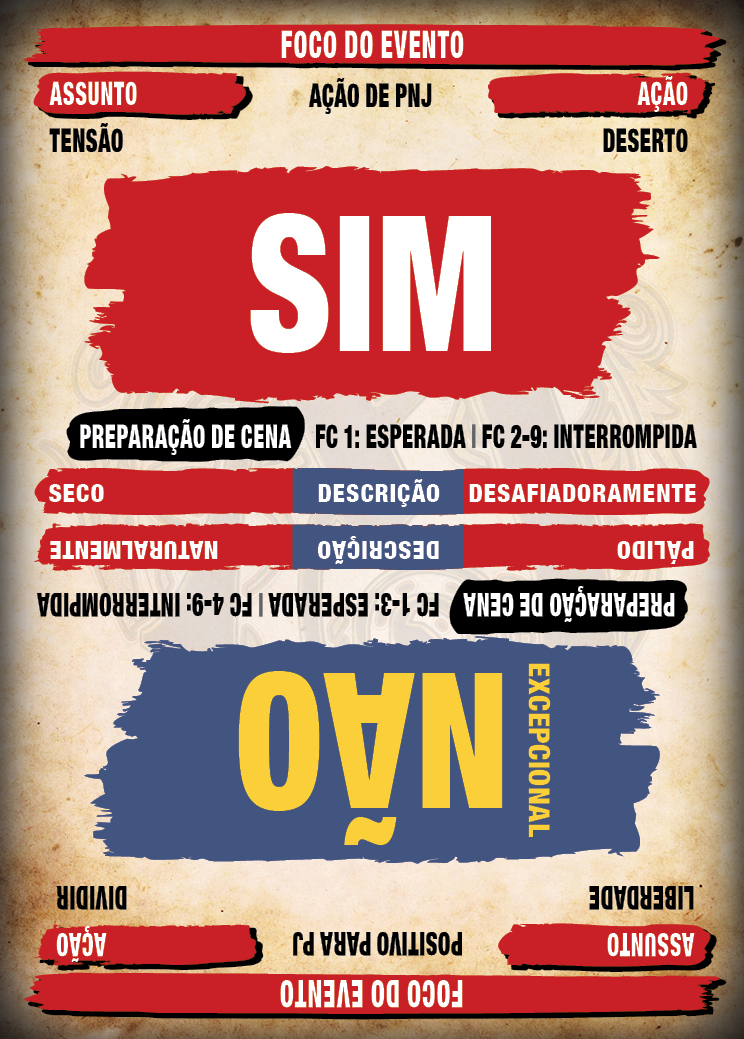 FOCO DO EVENTO
ASSUNTO AÇÃO DE PNJ AÇÃO
TENSÃO DESERTO
SIM
PREPARAÇÃO DE CENA FC 1: ESPERADA | FC 2-9: INTERROMPIDA
SECO DESCRIÇÃO DESAFIADORAMENTE
PÁLIDO DESCRIÇÃO NATURALMENTE
PREPARAÇÃO DE CENA FC 1-3: ESPERADA | FC 4-9: INTERROMPIDA
EXCEPCIONAL
NÃO
LIBERDADE DIVIDIR
ASSUNTO POSITIVO PARA PJ AÇÃO
FOCO DO EVENTO